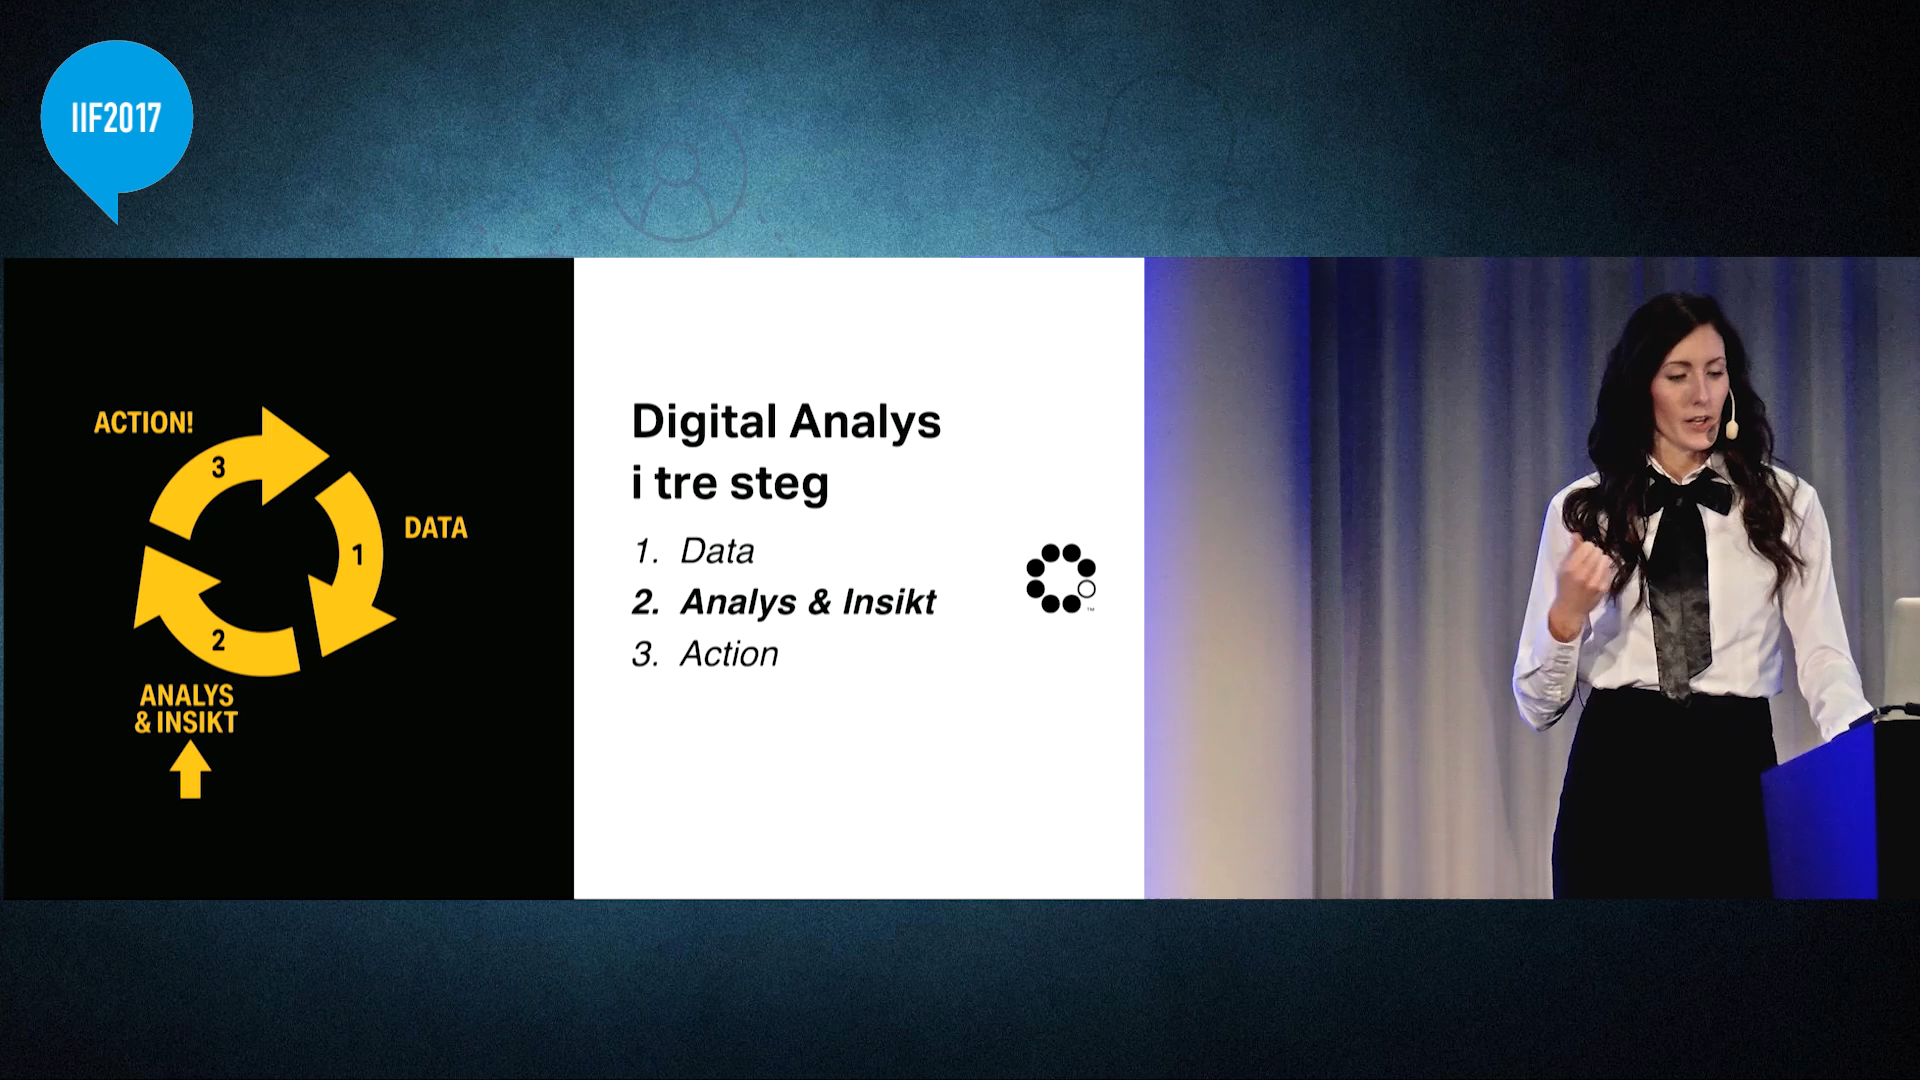 IIF2017
ACTION!
3
DATA
1
2
ANALYS
& INSIKT
Digital Analys
i tre steg
1. Data
2. Analys & Insikt
3. Action
™